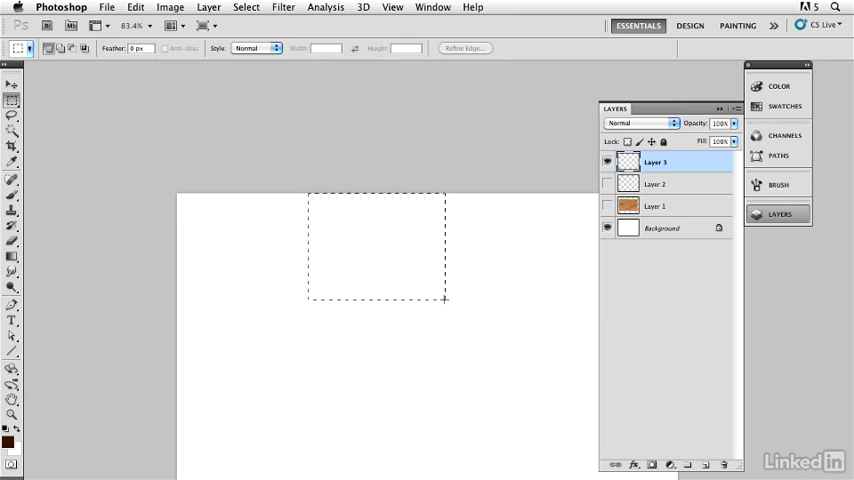 Photoshop File Edit Image Layer Select Filter Analysis 3D View Window Help 5
Ps Br Mb 83.4% ESSENTIALS DESIGN PAINTING CS Live
Feather: 0 px Anti-alias Style: Normal Width: Height: Refine Edge...
LAYERS
Normal Opacity: 100%
Lock: Fill: 100%
Layer 3
Layer 2
Layer 1
Background
COLOR
SWATCHES
CHANNELS
PATHS
BRUSH
LAYERS
LinkedIn